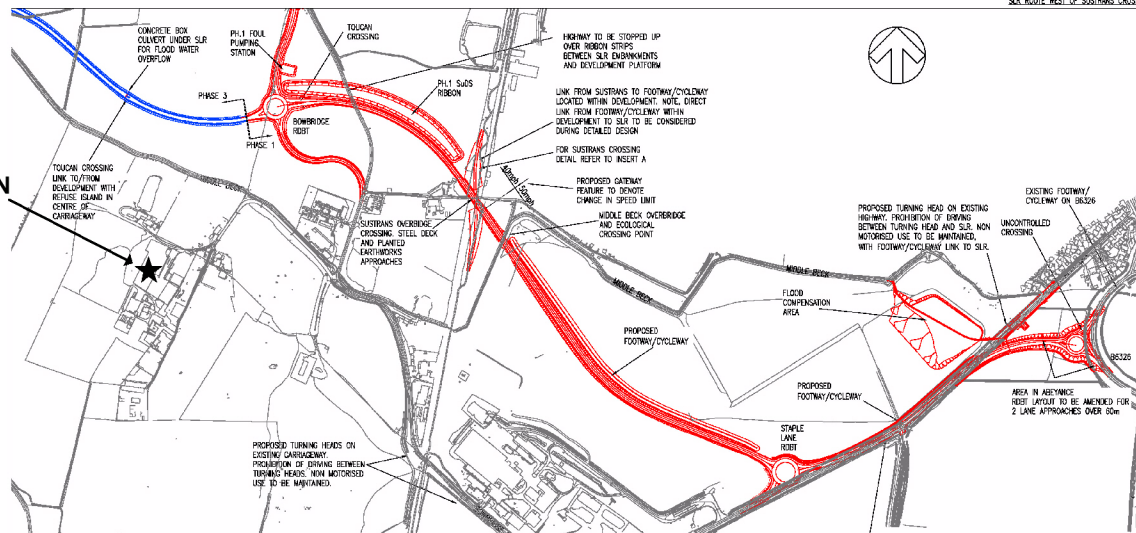 SLR ROUTE WEST OF SUSTRANS CROS
CONCRETE BOX
CULVERT UNDER SLR
FOR FLOOD WATER
OVERFLOW
PH.1 FOUL
PUMPING
STATION
TOUCAN
CROSSING
HIGHWAY TO BE STOPPED UP
OVER RIBBON STRIPS
BETWEEN SLR EMBANKMENTS
AND DEVELOPMENT PLATFORM
PH.1 SuDS
RIBBON
LINK FROM SUSTRANS TO FOOTWAY/CYCLEWAY
LOCATED WITHIN DEVELOPMENT. NOTE, DIRECT
LINK FROM FOOTWAY/CYCLEWAY WITHIN
DEVELOPMENT TO SLR TO BE CONSIDERED
DURING DETAILED DESIGN
PHASE 3
PHASE 1
BOWBRIDGE
RDBT
FOR SUSTRANS CROSSING
DETAIL REFER TO INSERT A
TOUCAN CROSSING
LINK TO/FROM
DEVELOPMENT WITH
REFUSE ISLAND IN
CENTRE OF
CARRIAGEWAY
N
MIDDLE BECK
40mph 50mph
PROPOSED GATEWAY
FEATURE TO DENOTE
CHANGE IN SPEED LIMIT
SUSTRANS OVERBRIDGE
CROSSING. STEEL DECK
AND PLANTED
EARTHWORKS
APPROACHES
MIDDLE BECK OVERBRIDGE
AND ECOLOGICAL
CROSSING POINT
PROPOSED TURNING HEAD ON EXISTING
HIGHWAY. PROHIBITION OF DRIVING
BETWEEN TURNING HEAD AND SLR. NON
MOTORISED USE TO BE MAINTAINED,
WITH FOOTWAY/CYCLEWAY LINK TO SLR.
EXISTING FOOTWAY/
CYCLEWAY ON B6326
UNCONTROLLED
CROSSING
MIDDLE BECK
MIDDLE BECK
FLOOD
COMPENSATION
AREA
PROPOSED
FOOTWAY/CYCLEWAY
B6326
PROPOSED
FOOTWAY/CYCLEWAY
AREA IN ABEYANCE
RDBT LAYOUT TO BE AMENDED FOR
2 LANE APPROACHES OVER 60m
STAPLE
LANE
RDBT
PROPOSED TURNING HEADS ON
EXISTING CARRIAGEWAY.
PROHIBITION OF DRIVING BETWEEN
TURNING HEADS. NON MOTORISED
USE TO BE MAINTAINED.